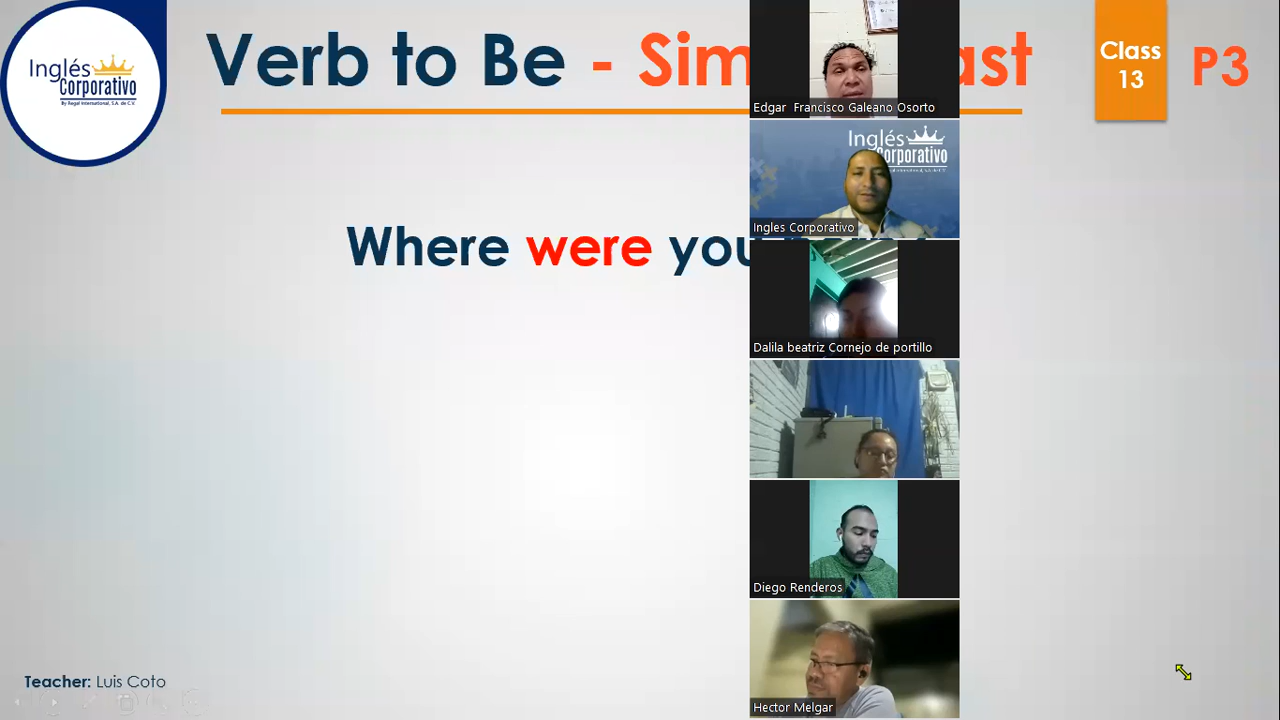 Inglés
Corporativo
By Regal International, S.A. de C.V.
Verb to Be - Sim ast
Class
13
P3
Where were you
Edgar Francisco Galeano Osorto
Inglés
Corporativo
Ingles Corporativo
Dalila beatriz Cornejo de portillo
Diego Renderos
Hector Melgar
Teacher: Luis Coto